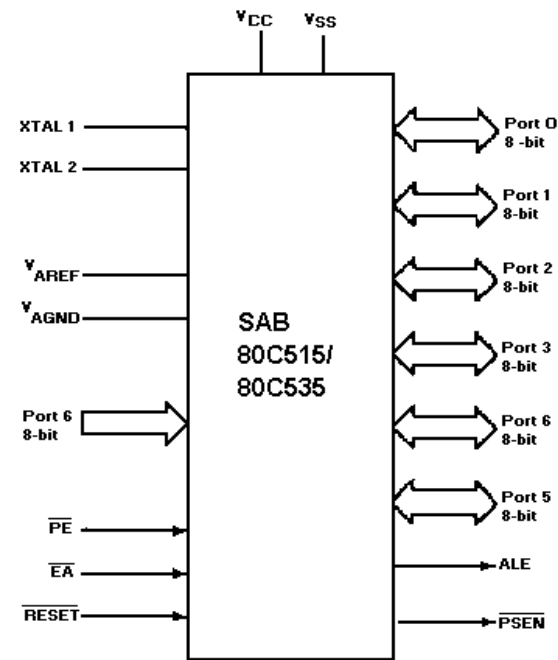 VCC
VSS
XTAL 1
XTAL 2
VAREF
VAGND
Port 6
8-bit
PE
EA
RESET
SAB
80C515/
80C535
Port 0
8 -bit
Port 1
8-bit
Port 2
8-bit
Port 3
8-bit
Port 6
8-bit
Port 5
8-bit
ALE
PSEN